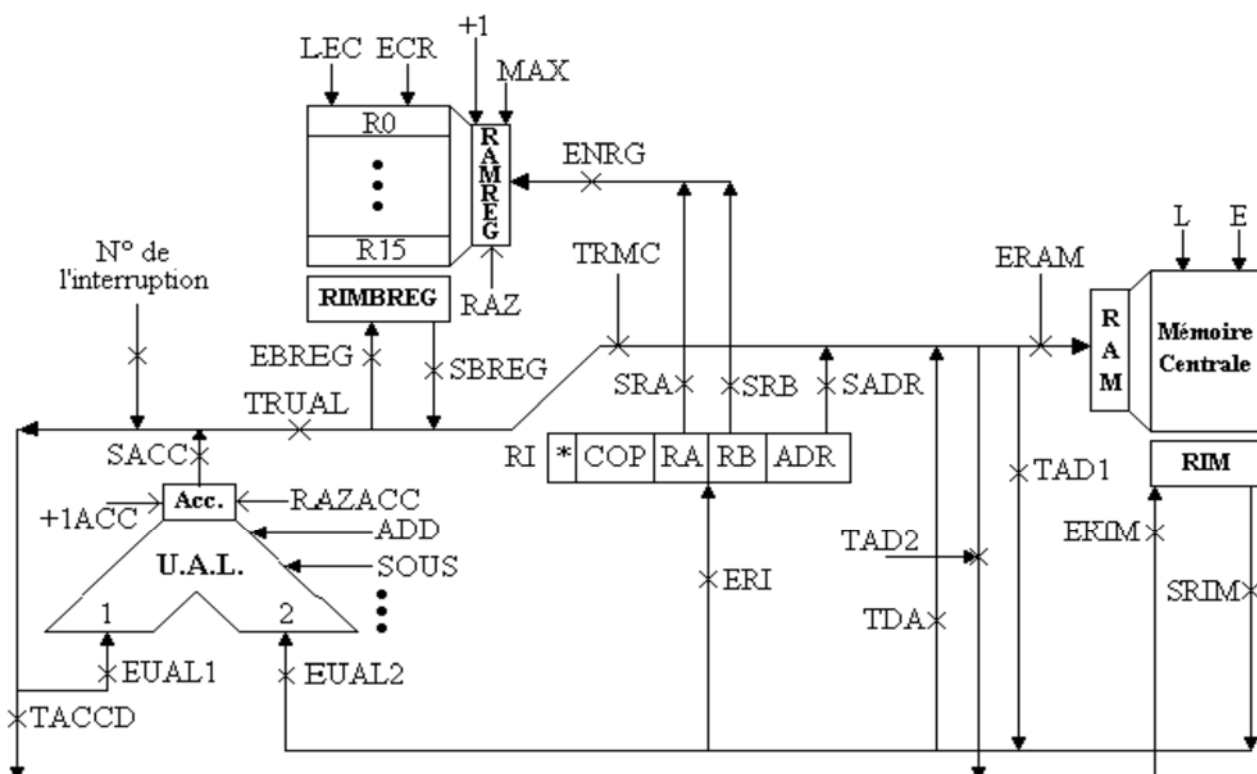 +1
LEC ECR
MAX
R0
RAMREG
ENRG
R15
N° de
l'interruption
TRMC
L E
ERAM
RIMBREG
RAZ
RAM
Mémoire
Centrale
EBREG
SBREG
SRA
SRB
SADR
TRUAL
SACC
RI * COP RA RB ADR
RIM
TAD1
Acc.
RAZACC
+1ACC
ADD
ERIM
U.A.L.
SOUS
TAD2
ERI
SRIM
1 2
TDA
EUAL1 EUAL2
TACCD